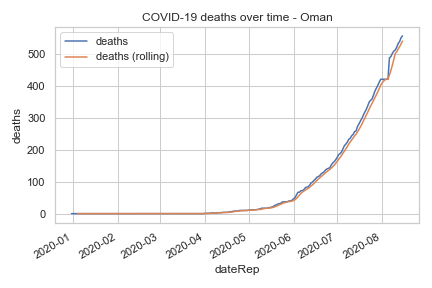 COVID-19 deaths over time - Oman
deaths
deaths (rolling)
500
400
300
200
100
0
deaths
2020-01
2020-02
2020-03
2020-04
2020-05
2020-06
2020-07
2020-08
dateRep